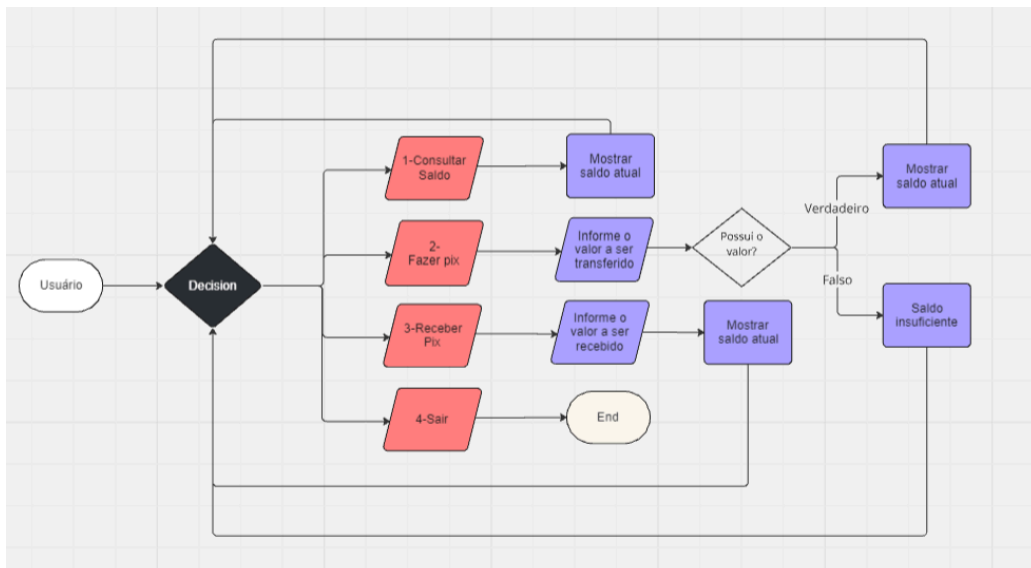 1-Consultar
Saldo
Mostrar
saldo atual
Mostrar
saldo atual
Verdadeiro
2-
Fazer pix
Informe o
valor a ser
transferido
Possuí o
valor?
Usuário
Decision
Falso
3-Receber
Pix
Informe o
valor a ser
recebido
Mostrar
saldo atual
Saldo
insuficiente
4-Sair
End